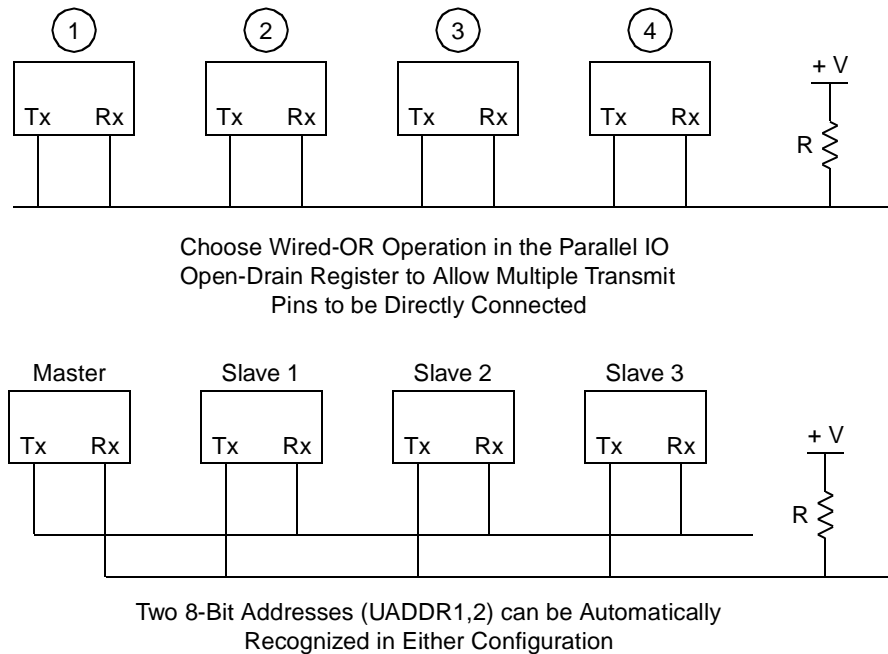 1 2 3 4
+ V
Tx Rx Tx Rx Tx Rx Tx Rx
R
Choose Wired-OR Operation in the Parallel IO
Open-Drain Register to Allow Multiple Transmit
Pins to be Directly Connected
Master Slave 1 Slave 2 Slave 3
+ V
Tx Rx Tx Rx Tx Rx Tx Rx
R
Two 8-Bit Addresses (UADDR1,2) can be Automatically
Recognized in Either Configuration